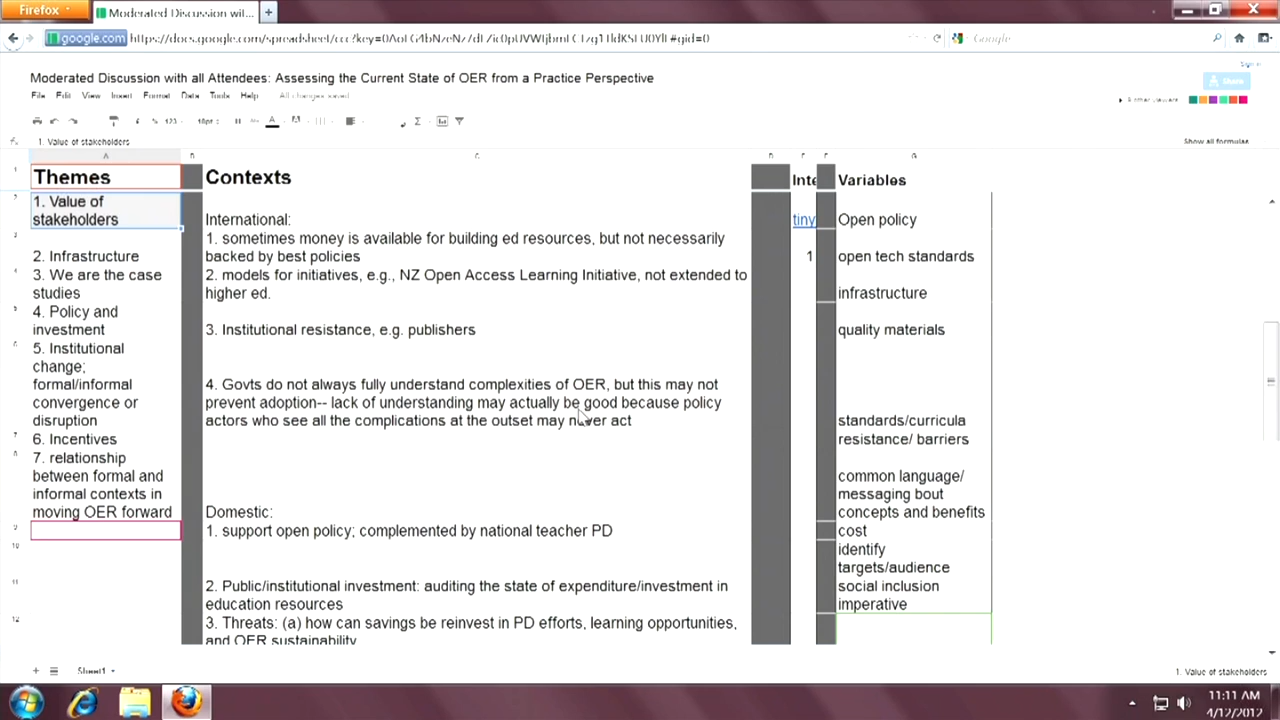 Firefox
Moderated Discussion wit...
google.com
Google
Moderated Discussion with all Attendees: Assessing the Current State of OER from a Practice Perspective
Share
File Edit View Insert Format Data Tools Help All changes saved
123
1. Value of stakeholders
Show all formulas
Themes
Contexts
Inte
Variables
1. Value of
stakeholders
2. Infrastructure
3. We are the case
studies
4. Policy and
investment
5. Institutional
change;
formal/informal
convergence or
disruption
6. Incentives
7. relationship
between formal and
informal contexts in
moving OER forward
International:
1. sometimes money is available for building ed resources, but not necessarily
backed by best policies
2. models for initiatives, e.g., NZ Open Access Learning Initiative, not extended to
higher ed.
3. Institutional resistance, e.g. publishers
4. Govts do not always fully understand complexities of OER, but this may not
prevent adoption-- lack of understanding may actually be good because policy
actors who see all the complications at the outset may never act
Domestic:
1. support open policy; complemented by national teacher PD
2. Public/institutional investment: auditing the state of expenditure/investment in
education resources
3. Threats: (a) how can savings be reinvest in PD efforts, learning opportunities,
and OER sustainability
tiny
1
Open policy
open tech standards
infrastructure
quality materials
standards/curricula
resistance/ barriers
common language/
messaging bout
concepts and benefits
cost
identify
targets/audience
social inclusion
imperative
Sheet1
1. Value of stakeholders
11:11 AM
4/12/2012